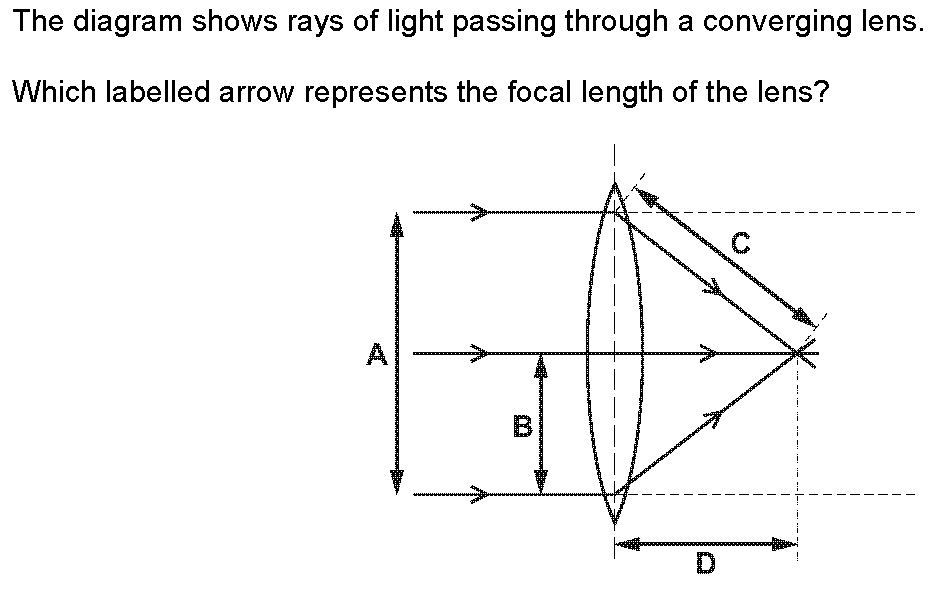 The diagram shows rays of light passing through a converging lens.
Which labelled arrow represents the focal length of the lens?
C
A
B
D